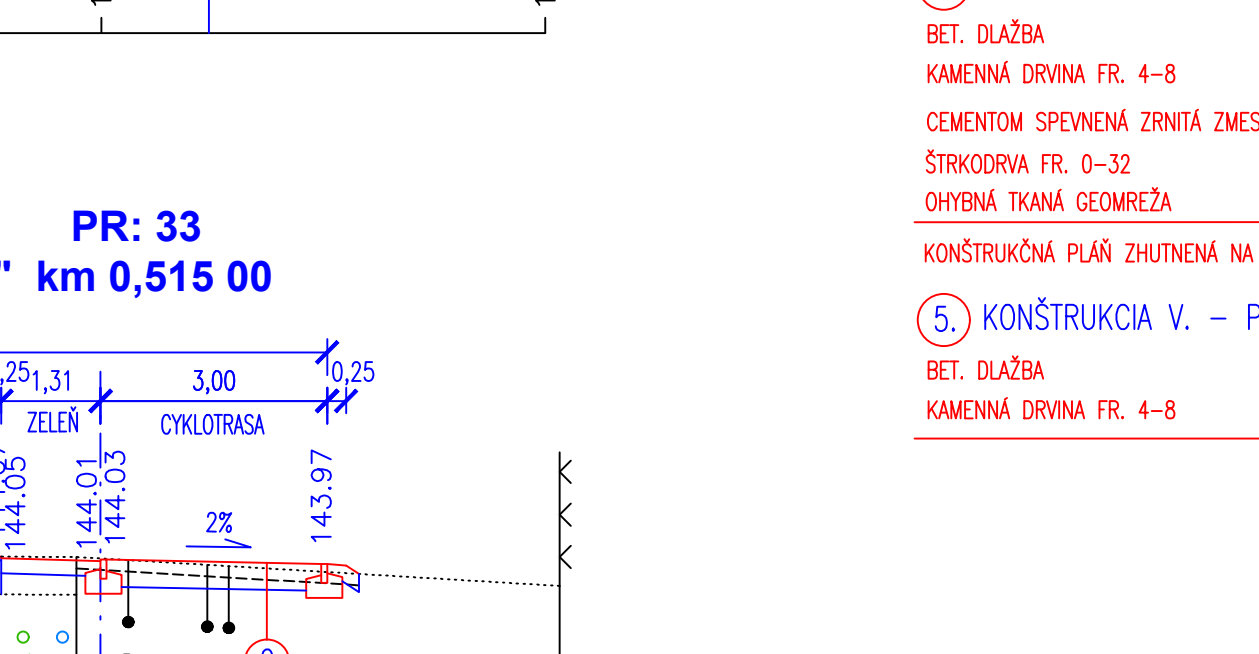 PR: 33
" km 0,515 00
,25 1,31 3,00 0,25
ZELEŇ CYKLOTRASA
144.05 144.01 144.03 143.97
2%
BET. DLAŽBA
KAMENNÁ DRVINA FR. 4–8
CEMENTOM SPEVNENÁ ZRNITÁ ZMES
ŠTRKODRVA FR. 0–32
OHYBNÁ TKANÁ GEOMREŽA
KONŠTRUKČNÁ PLÁŇ ZHUTNENÁ NA
5. KONŠTRUKCIA V. – P
BET. DLAŽBA
KAMENNÁ DRVINA FR. 4–8